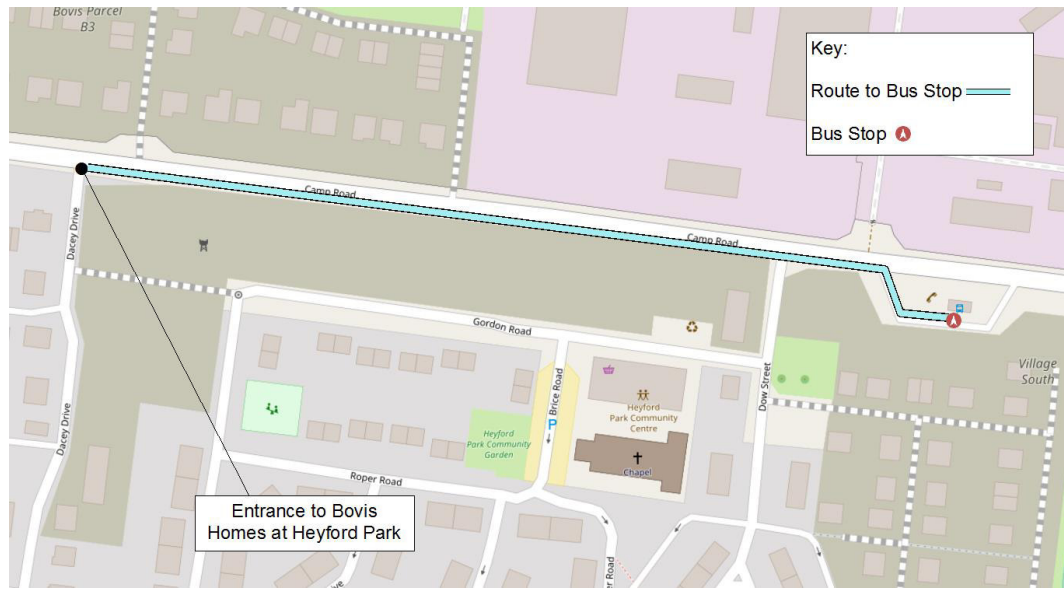 Bovis Parcel
B3
Key:
Route to Bus Stop
Bus Stop
Camp Road
Camp Road
Dacey Drive
Gordon Road
Village
South
Brice Road
Dow Street
Heyford
Park Community
Centre
P
Heyford
Park Community
Garden
Dacey Drive
Chapel
Roper Road
Entrance to Bovis
Homes at Heyford Park